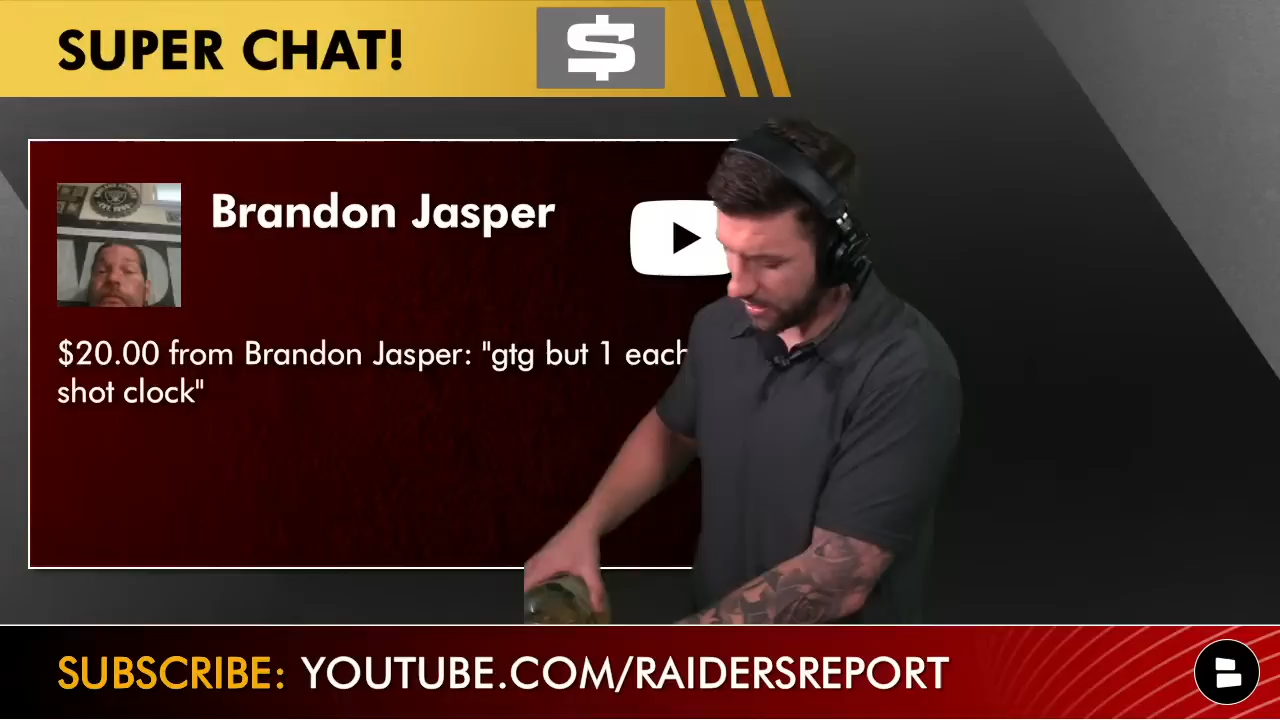 SUPER CHAT!
$
Brandon Jasper
$20.00 from Brandon Jasper: "gtg but 1 each
shot clock"
SUBSCRIBE: YOUTUBE.COM/RAIDERSREPORT